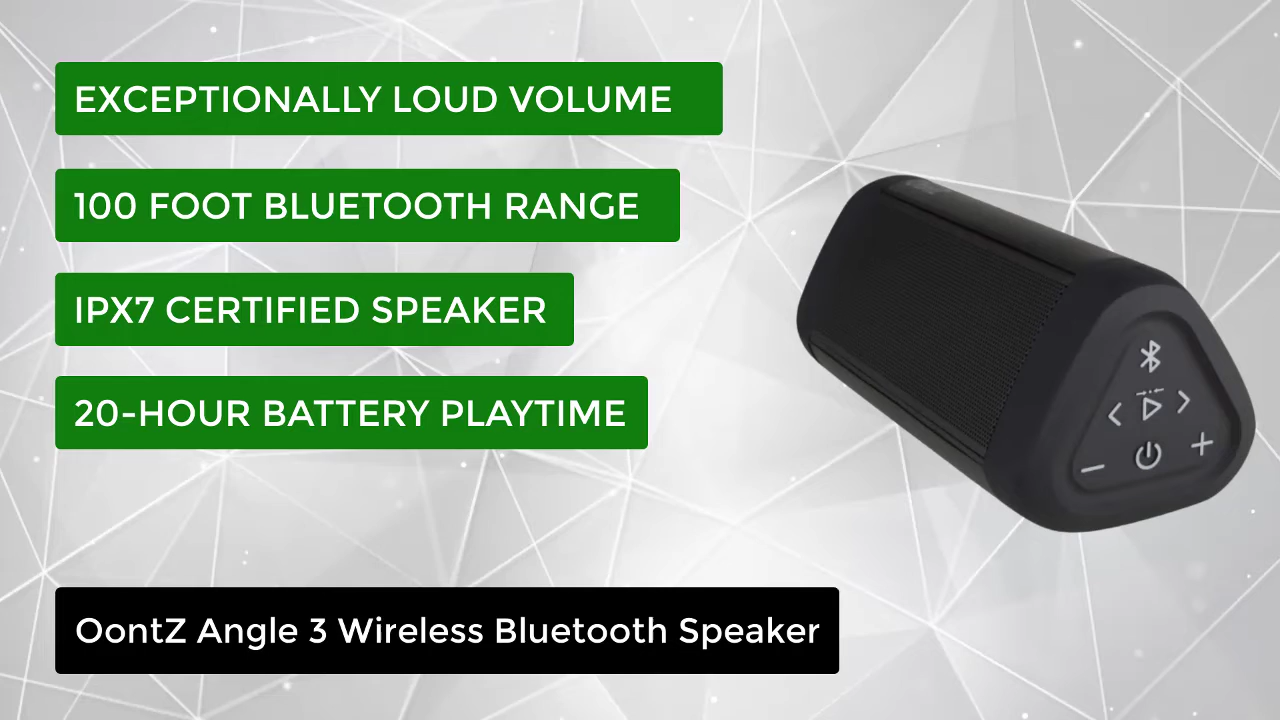 EXCEPTIONALLY LOUD VOLUME
100 FOOT BLUETOOTH RANGE
IPX7 CERTIFIED SPEAKER
20-HOUR BATTERY PLAYTIME
OontZ Angle 3 Wireless Bluetooth Speaker